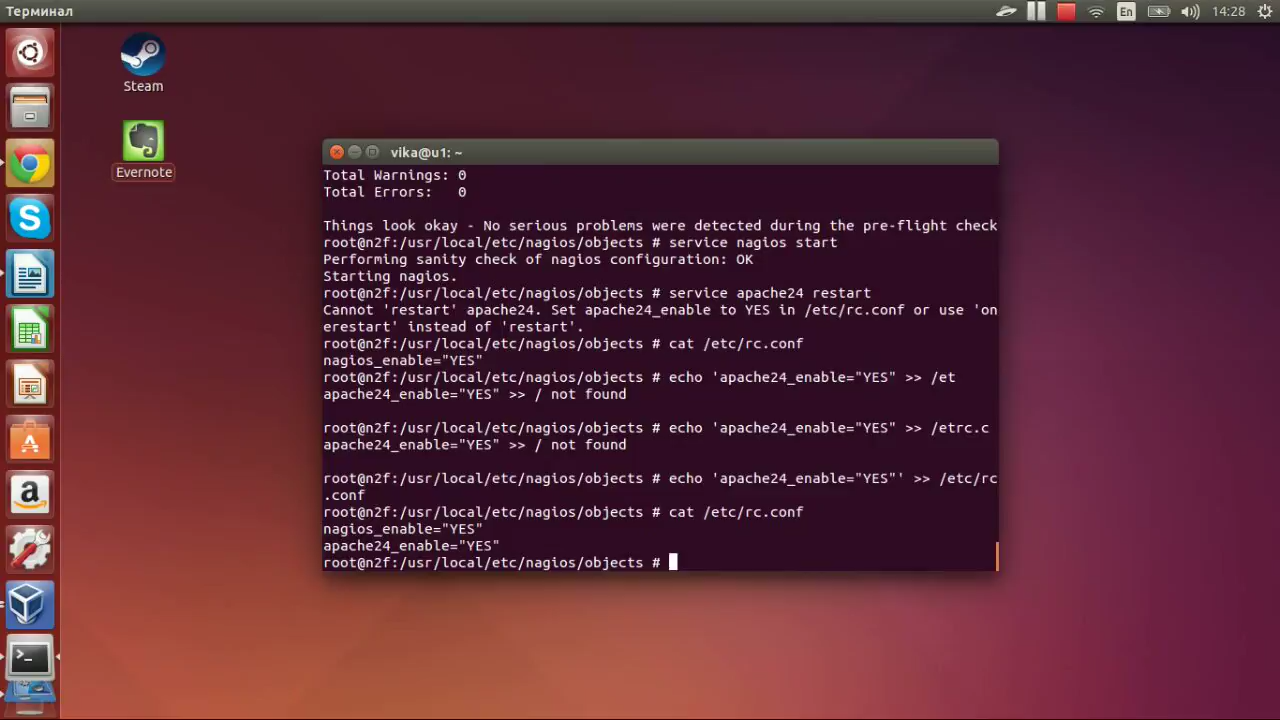 Терминал
En
14:28
Steam
Evernote
vika@u1: ~
Total Warnings: 0
Total Errors:   0
Things look okay - No serious problems were detected during the pre-flight check
root@n2f:/usr/local/etc/nagios/objects # service nagios start
Performing sanity check of nagios configuration: OK
Starting nagios.
root@n2f:/usr/local/etc/nagios/objects # service apache24 restart
Cannot 'restart' apache24. Set apache24_enable to YES in /etc/rc.conf or use 'on
erestart' instead of 'restart'.
root@n2f:/usr/local/etc/nagios/objects # cat /etc/rc.conf
nagios_enable="YES"
root@n2f:/usr/local/etc/nagios/objects # echo 'apache24_enable="YES" >> /et
apache24_enable="YES" >> / not found
root@n2f:/usr/local/etc/nagios/objects # echo 'apache24_enable="YES" >> /etrc.c
apache24_enable="YES" >> / not found
root@n2f:/usr/local/etc/nagios/objects # echo 'apache24_enable="YES"' >> /etc/rc
.conf
root@n2f:/usr/local/etc/nagios/objects # cat /etc/rc.conf
nagios_enable="YES"
apache24_enable="YES"
root@n2f:/usr/local/etc/nagios/objects #